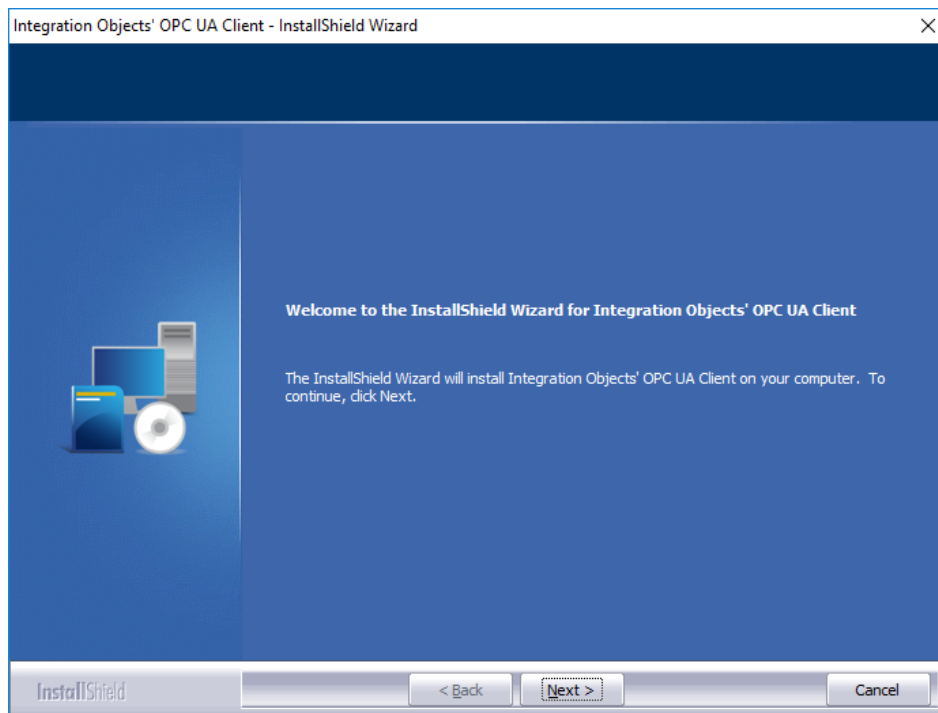 Integration Objects' OPC UA Client - InstallShield Wizard
Welcome to the InstallShield Wizard for Integration Objects' OPC UA Client
The InstallShield Wizard will install Integration Objects' OPC UA Client on your computer.  To
continue, click Next.
InstallShield
< Back
Next >
Cancel